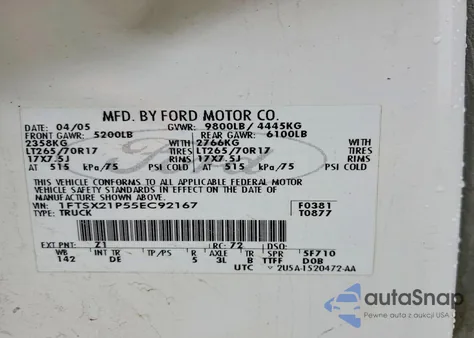 MFD. BY FORD MOTOR CO.
DATE: 04/05 GVWR: 9800LB/ 4445KG
FRONT GAWR: 5200LB REAR GAWR: 6100LB
2358KG WITH 2766KG WITH
LT265/70R17 TIRES LT265/70R17 TIRES
17X7.5J RIMS 17X7.5J RIMS
AT 515 kPa/75 PSI COLD AT 515 kPa/75 PSI COLD
THIS VEHICLE CONFORMS TO ALL APPLICABLE FEDERAL MOTOR
VEHICLE SAFETY STANDARDS IN EFFECT ON THE DATE OF MANUFACTURE
SHOWN ABOVE.
VIN: 1FTSX21P55EC92167 F0381
TYPE: TRUCK T0877
EXT PNT: Z1 RC: 72 DSO:
WB INT TR TP/PS R AXLE TR SPR 5F710
142 DE 5 3L B TTFF D0B
UTC 2U5A-1520472-AA
Ford
autoSnap
Pewne auto z USA